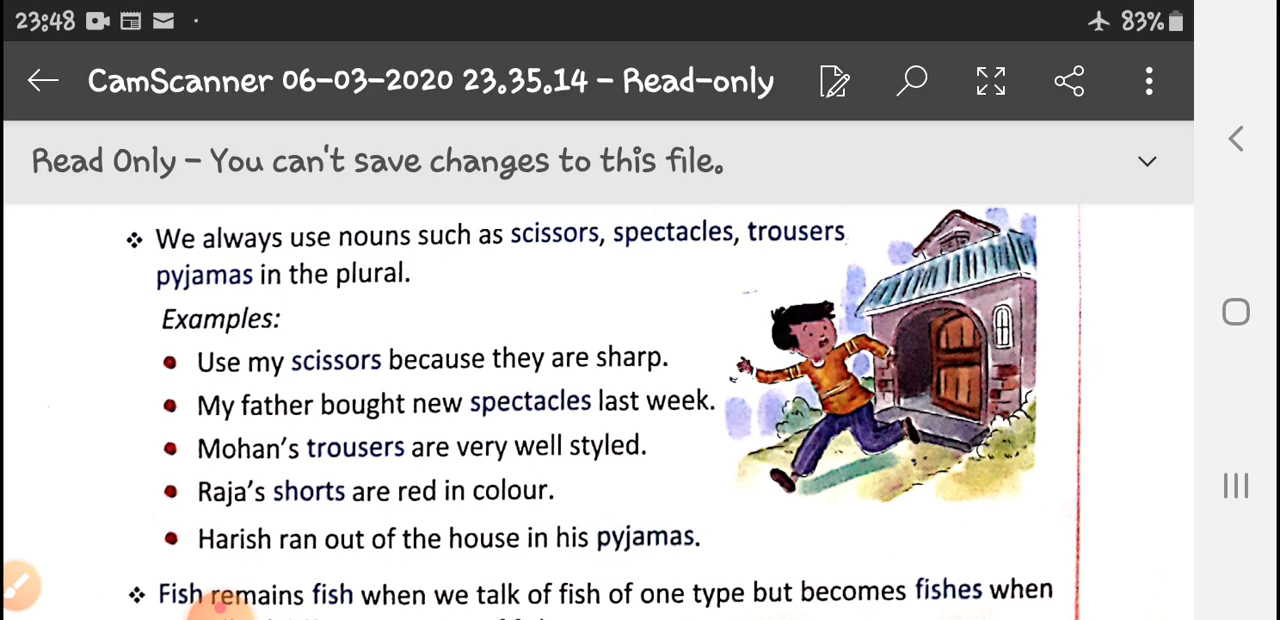 23:48
83%
CamScanner 06-03-2020 23.35.14 - Read-only
Read Only - You can't save changes to this file.
❖ We always use nouns such as scissors, spectacles, trousers
pyjamas in the plural.
Examples:
• Use my scissors because they are sharp.
• My father bought new spectacles last week.
• Mohan's trousers are very well styled.
• Raja's shorts are red in colour.
• Harish ran out of the house in his pyjamas.
❖ Fish remains fish when we talk of fish of one type but becomes fishes when